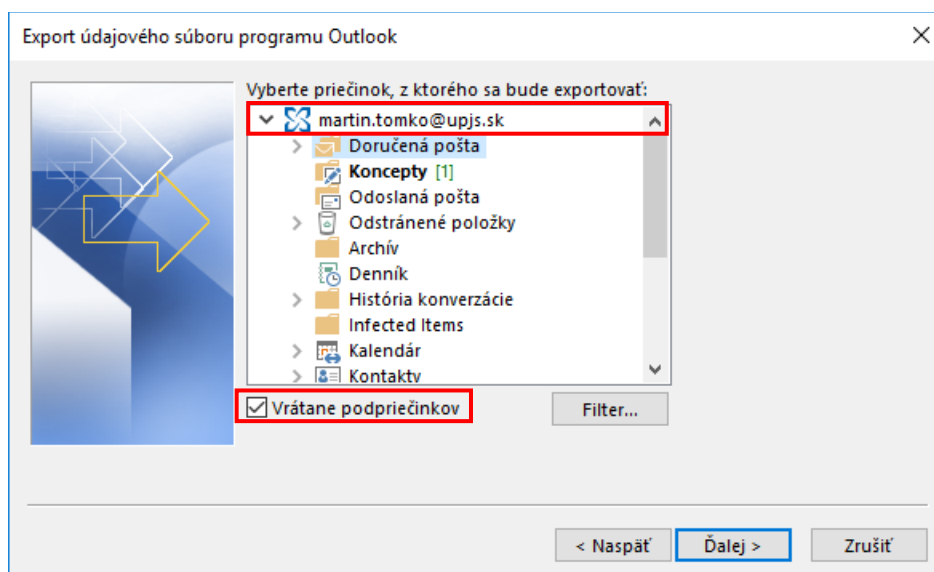 Export údajového súboru programu Outlook
Vyberte priečinok, z ktorého sa bude exportovať:
martin.tomko@upjs.sk
Doručená pošta
Koncepty [1]
Odoslaná pošta
Odstránené položky
Archív
Denník
História konverzácie
Infected Items
Kalendár
Kontakty
Vrátane podpriečinkov
Filter...
< Naspäť
Ďalej >
Zrušiť